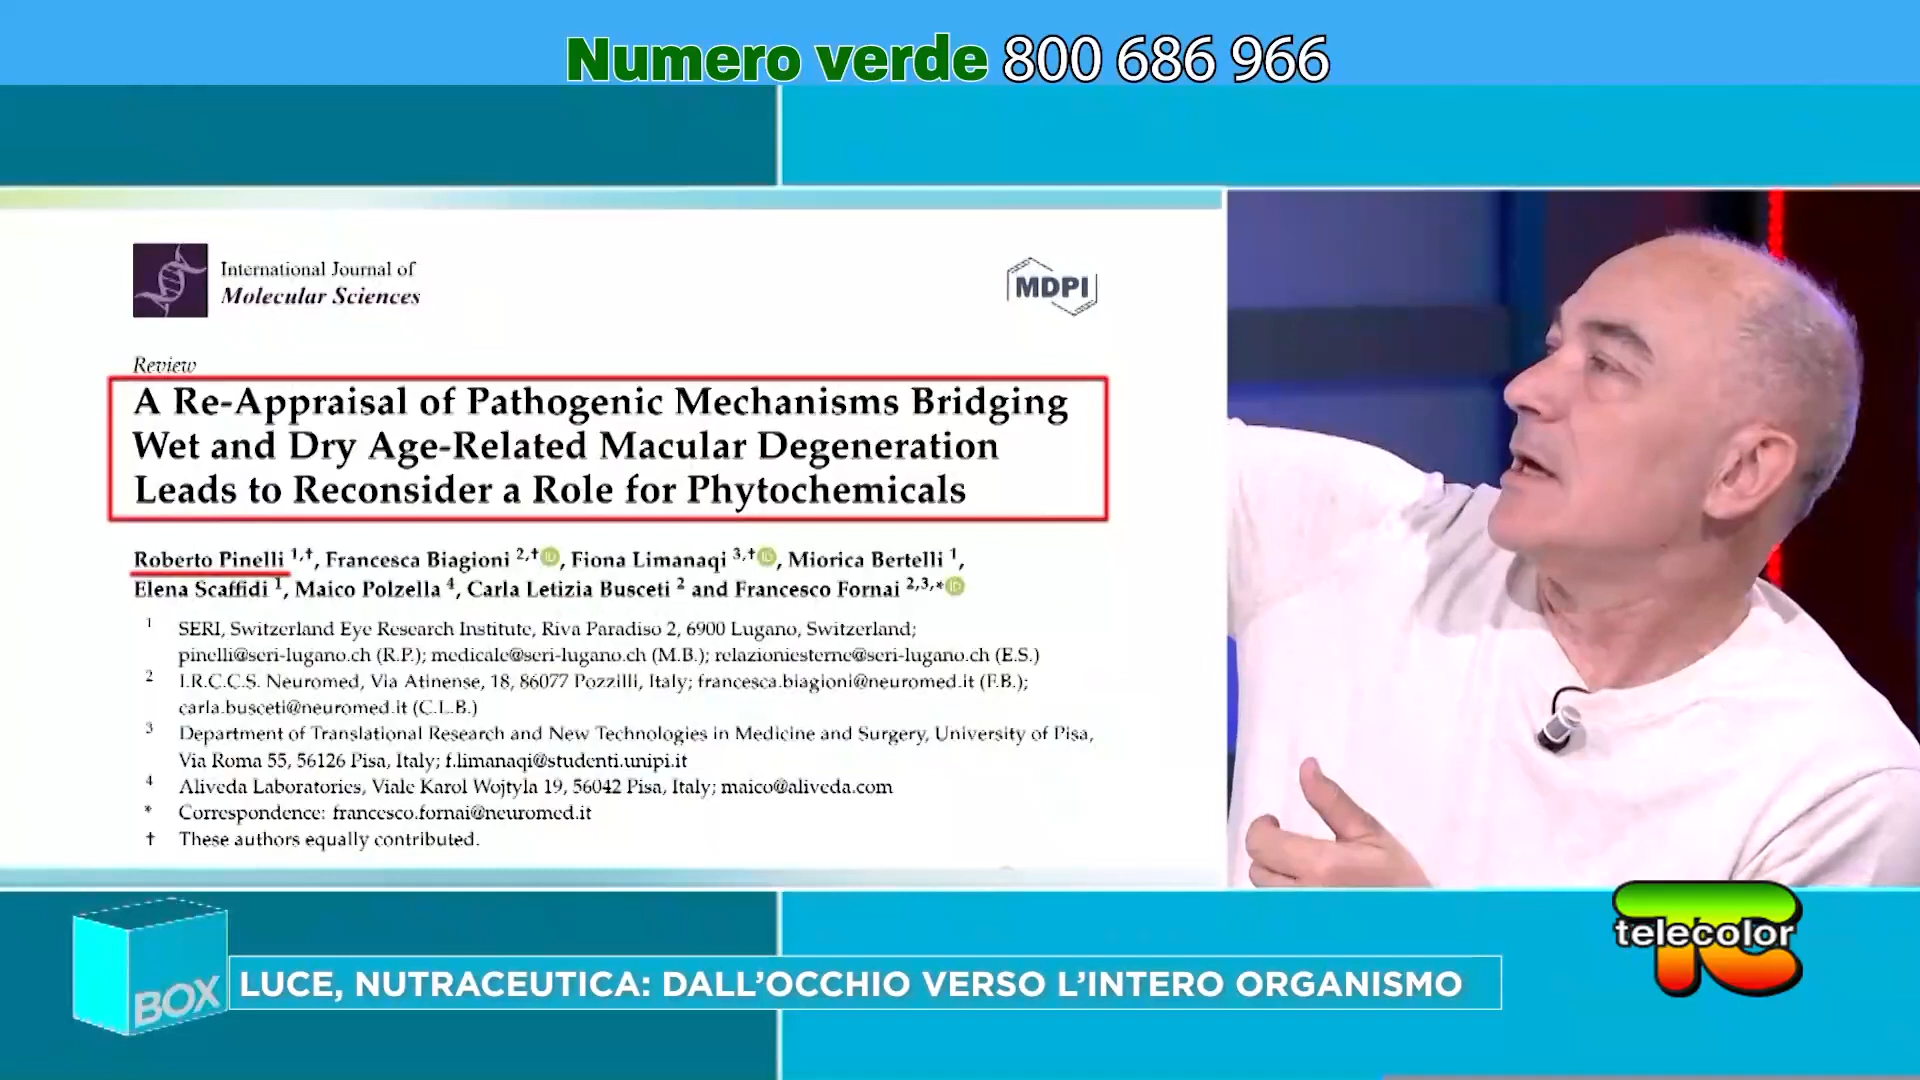 Numero verde 800 686 966
International Journal of
Molecular Sciences
MDPI
Review
A Re-Appraisal of Pathogenic Mechanisms Bridging
Wet and Dry Age-Related Macular Degeneration
Leads to Reconsider a Role for Phytochemicals
Roberto Pinelli 1,†, Francesca Biagioni 2,†, Fiona Limanaqi 3,†, Miorica Bertelli 1,
Elena Scaffidi 1, Maico Polzella 4, Carla Letizia Busceti 2 and Francesco Fornai 2,3,*
1 SERI, Switzerland Eye Research Institute, Riva Paradiso 2, 6900 Lugano, Switzerland;
pinelli@seri-lugano.ch (R.P.); medicale@seri-lugano.ch (M.B.); relazioniesterne@seri-lugano.ch (E.S.)
2 I.R.C.C.S. Neuromed, Via Atinense, 18, 86077 Pozzilli, Italy; francesca.biagioni@neuromed.it (F.B.);
carla.busceti@neuromed.it (C.L.B.)
3 Department of Translational Research and New Technologies in Medicine and Surgery, University of Pisa,
Via Roma 55, 56126 Pisa, Italy; f.limanaqi@studenti.unipi.it
4 Aliveda Laboratories, Viale Karol Wojtyla 19, 56042 Pisa, Italy; maico@aliveda.com
* Correspondence: francesco.fornai@neuromed.it
† These authors equally contributed.
telecolor
BOX
LUCE, NUTRACEUTICA: DALL'OCCHIO VERSO L'INTERO ORGANISMO